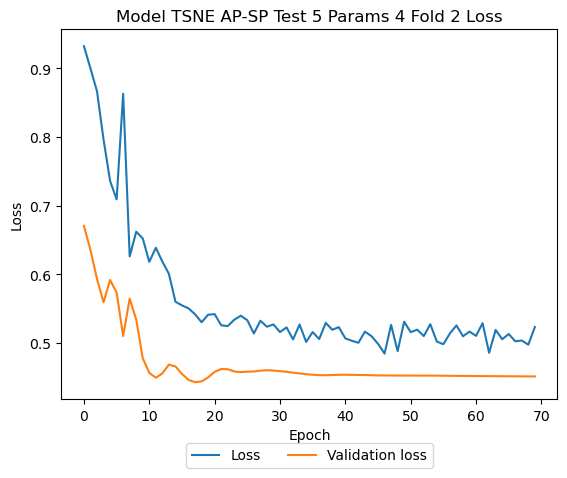 Model TSNE AP-SP Test 5 Params 4 Fold 2 Loss
0.9
0.8
0.7
0.6
0.5
Loss
0 10 20 30 40 50 60 70
Epoch
Loss Validation loss